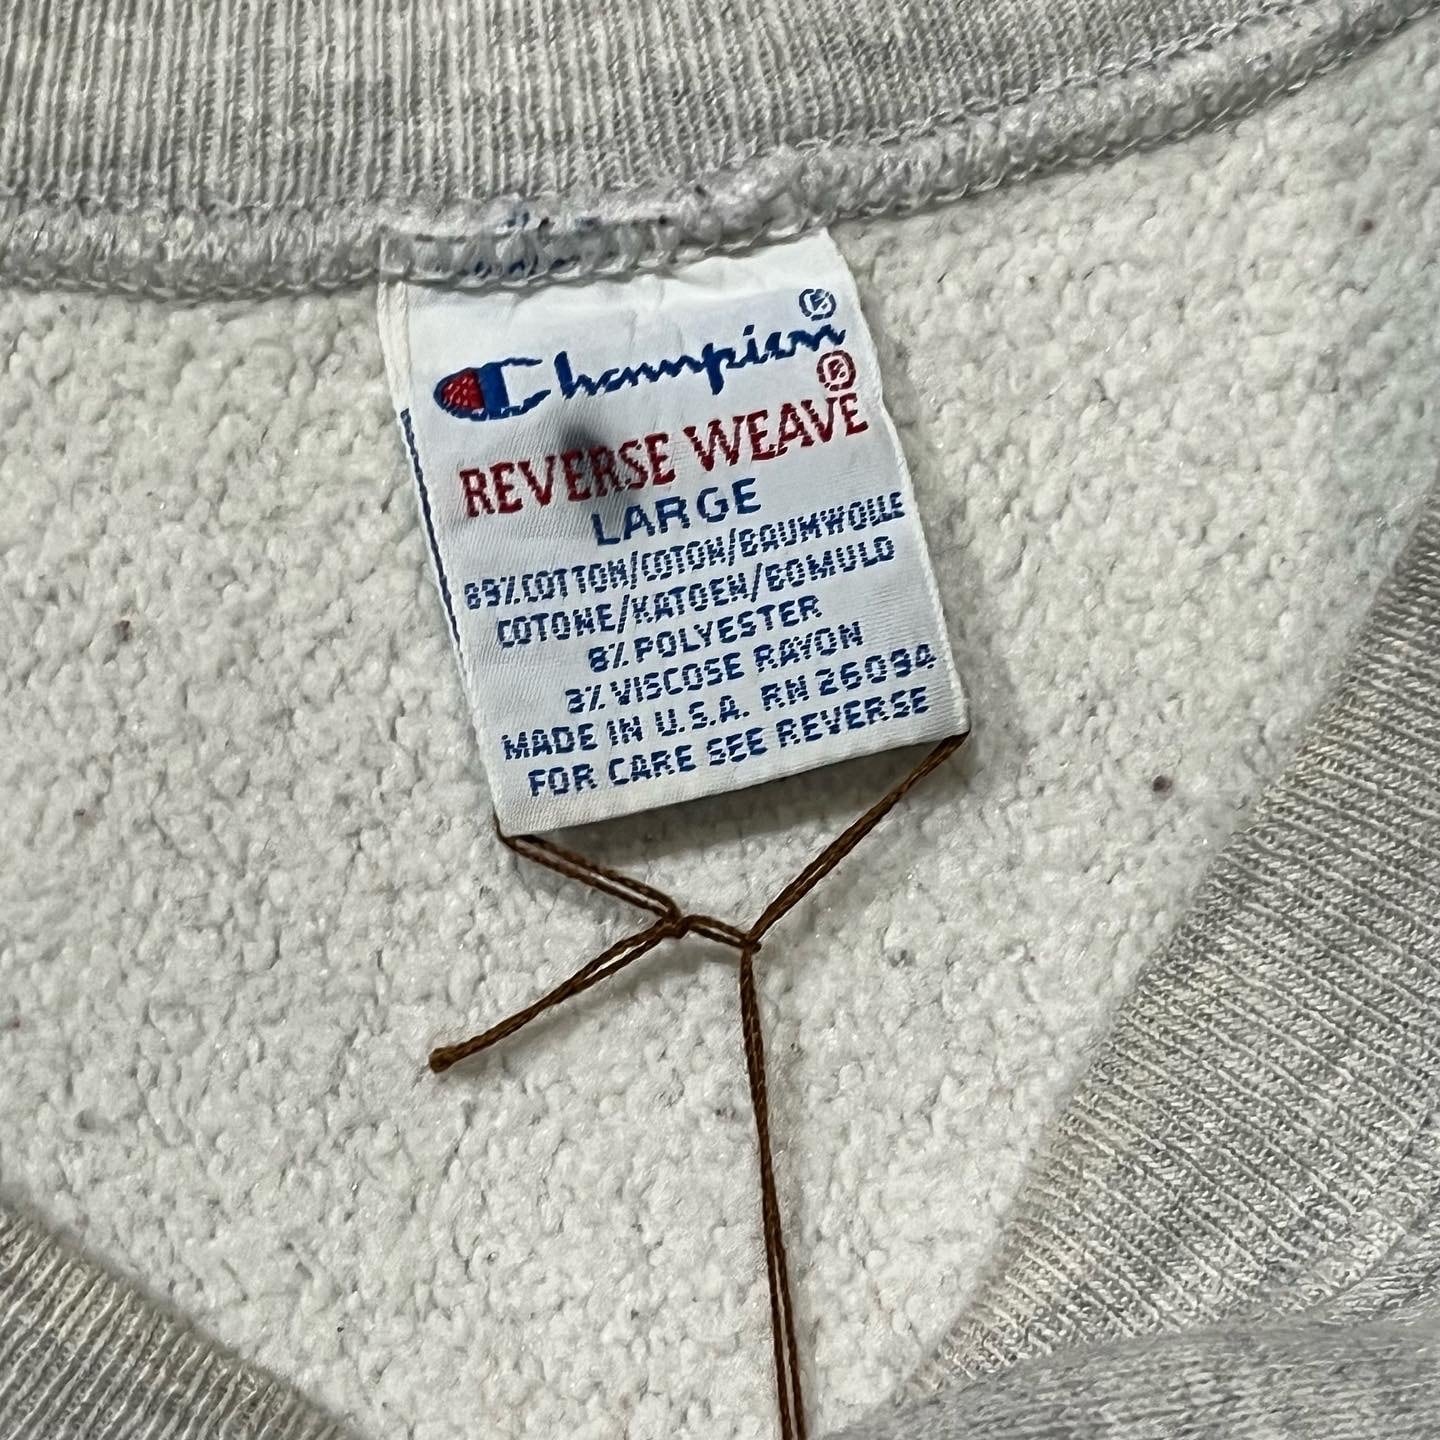 ®
Champion
®
REVERSE WEAVE
LARGE
89% COTTON/COTON/BAUMWOLLE
COTONE/KATOEN/BOMULD
8% POLYESTER
3% VISCOSE RAYON
MADE IN U.S.A. RN 26094
FOR CARE SEE REVERSE